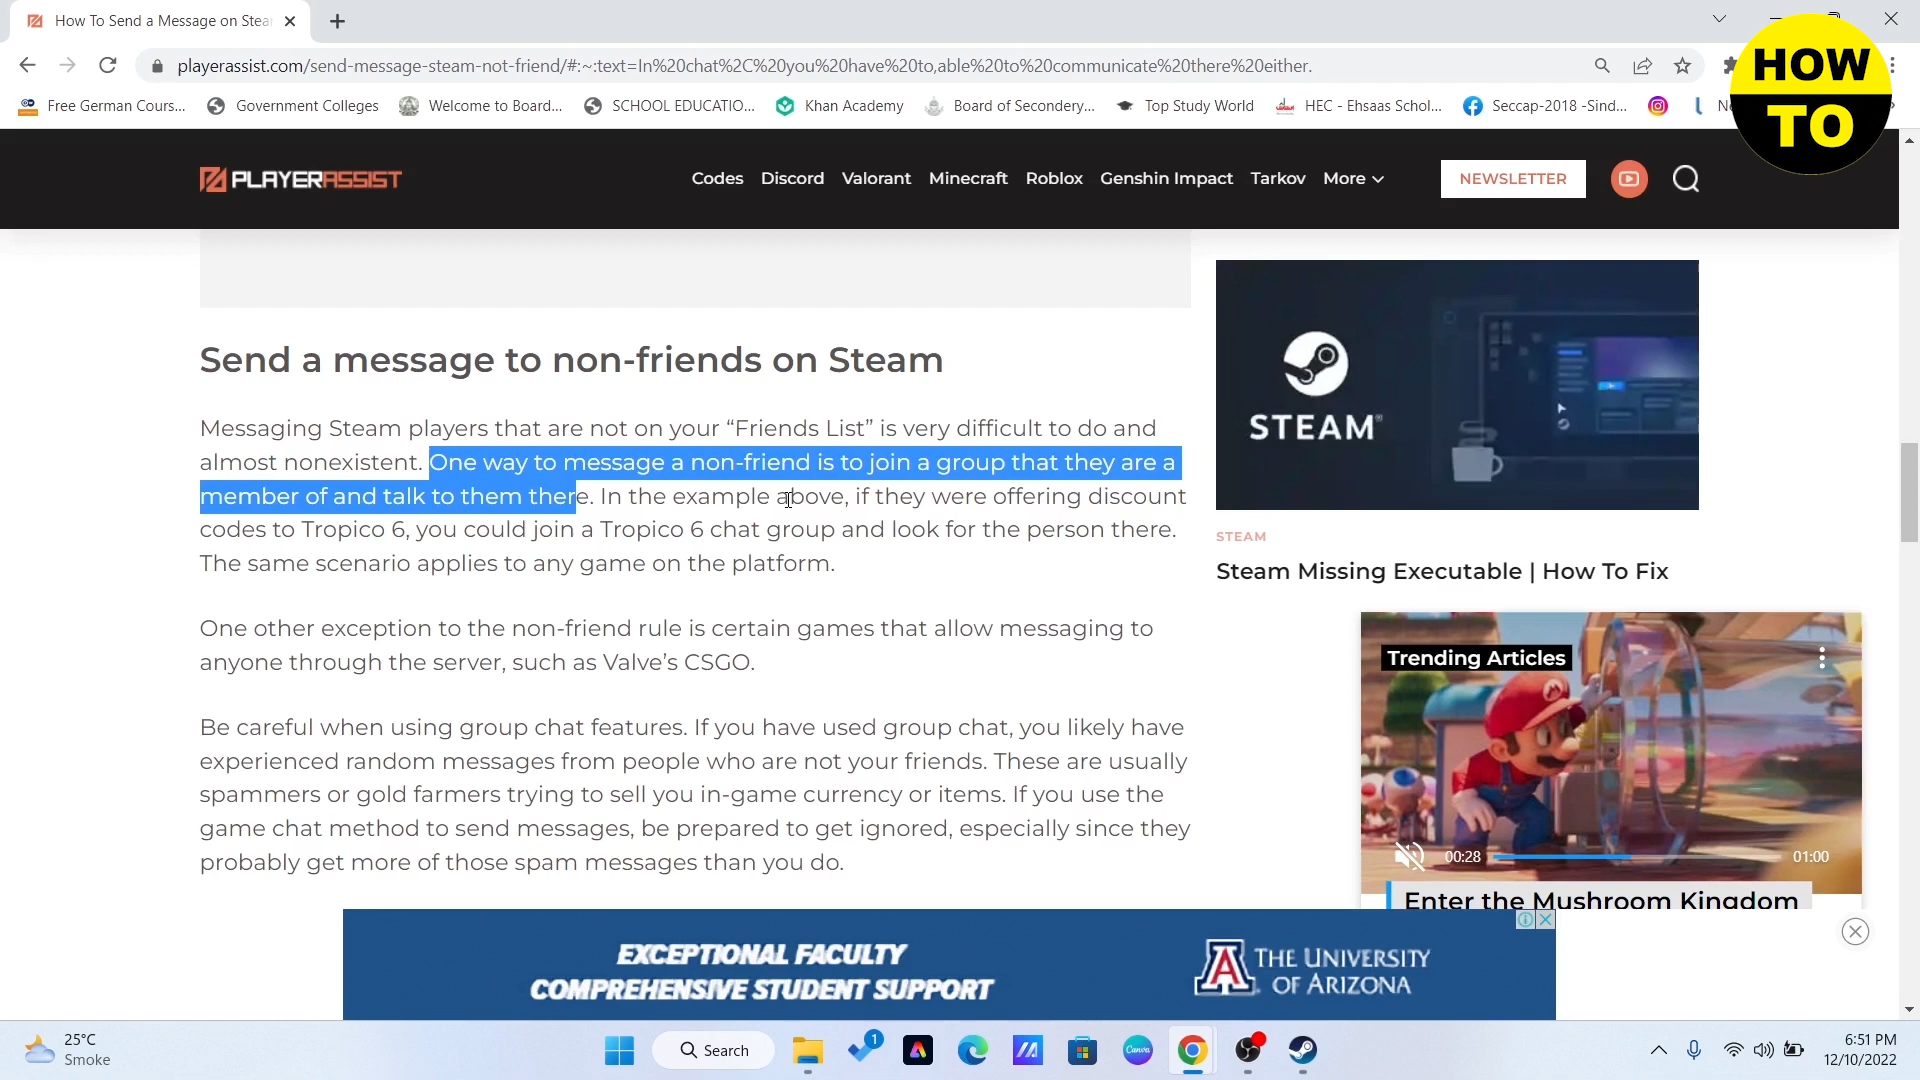 How To Send a Message on Stea
HOW
TO
playerassist.com/send-message-steam-not-friend/#:~:text=In%20chat%2C%20you%20have%20to,able%20to%20communicate%20there%20either.
Free German Cours...
Government Colleges
Welcome to Board...
SCHOOL EDUCATIO...
Khan Academy
Board of Secondery...
Top Study World
HEC - Ehsaas Schol...
Seccap-2018 -Sind...
PLAYERASSIST
Codes
Discord
Valorant
Minecraft
Roblox
Genshin Impact
Tarkov
More
NEWSLETTER
Send a message to non-friends on Steam
Messaging Steam players that are not on your “Friends List” is very difficult to do and
almost nonexistent. One way to message a non-friend is to join a group that they are a
member of and talk to them there. In the example above, if they were offering discount
codes to Tropico 6, you could join a Tropico 6 chat group and look for the person there.
The same scenario applies to any game on the platform.
One other exception to the non-friend rule is certain games that allow messaging to
anyone through the server, such as Valve’s CSGO.
Be careful when using group chat features. If you have used group chat, you likely have
experienced random messages from people who are not your friends. These are usually
spammers or gold farmers trying to sell you in-game currency or items. If you use the
game chat method to send messages, be prepared to get ignored, especially since they
probably get more of those spam messages than you do.
STEAM
STEAM
Steam Missing Executable | How To Fix
Trending Articles
00:28
01:00
Enter the Mushroom Kingdom
EXCEPTIONAL FACULTY
COMPREHENSIVE STUDENT SUPPORT
THE UNIVERSITY
OF ARIZONA
25°C
Smoke
Search
1
Canva
6:51 PM
12/10/2022